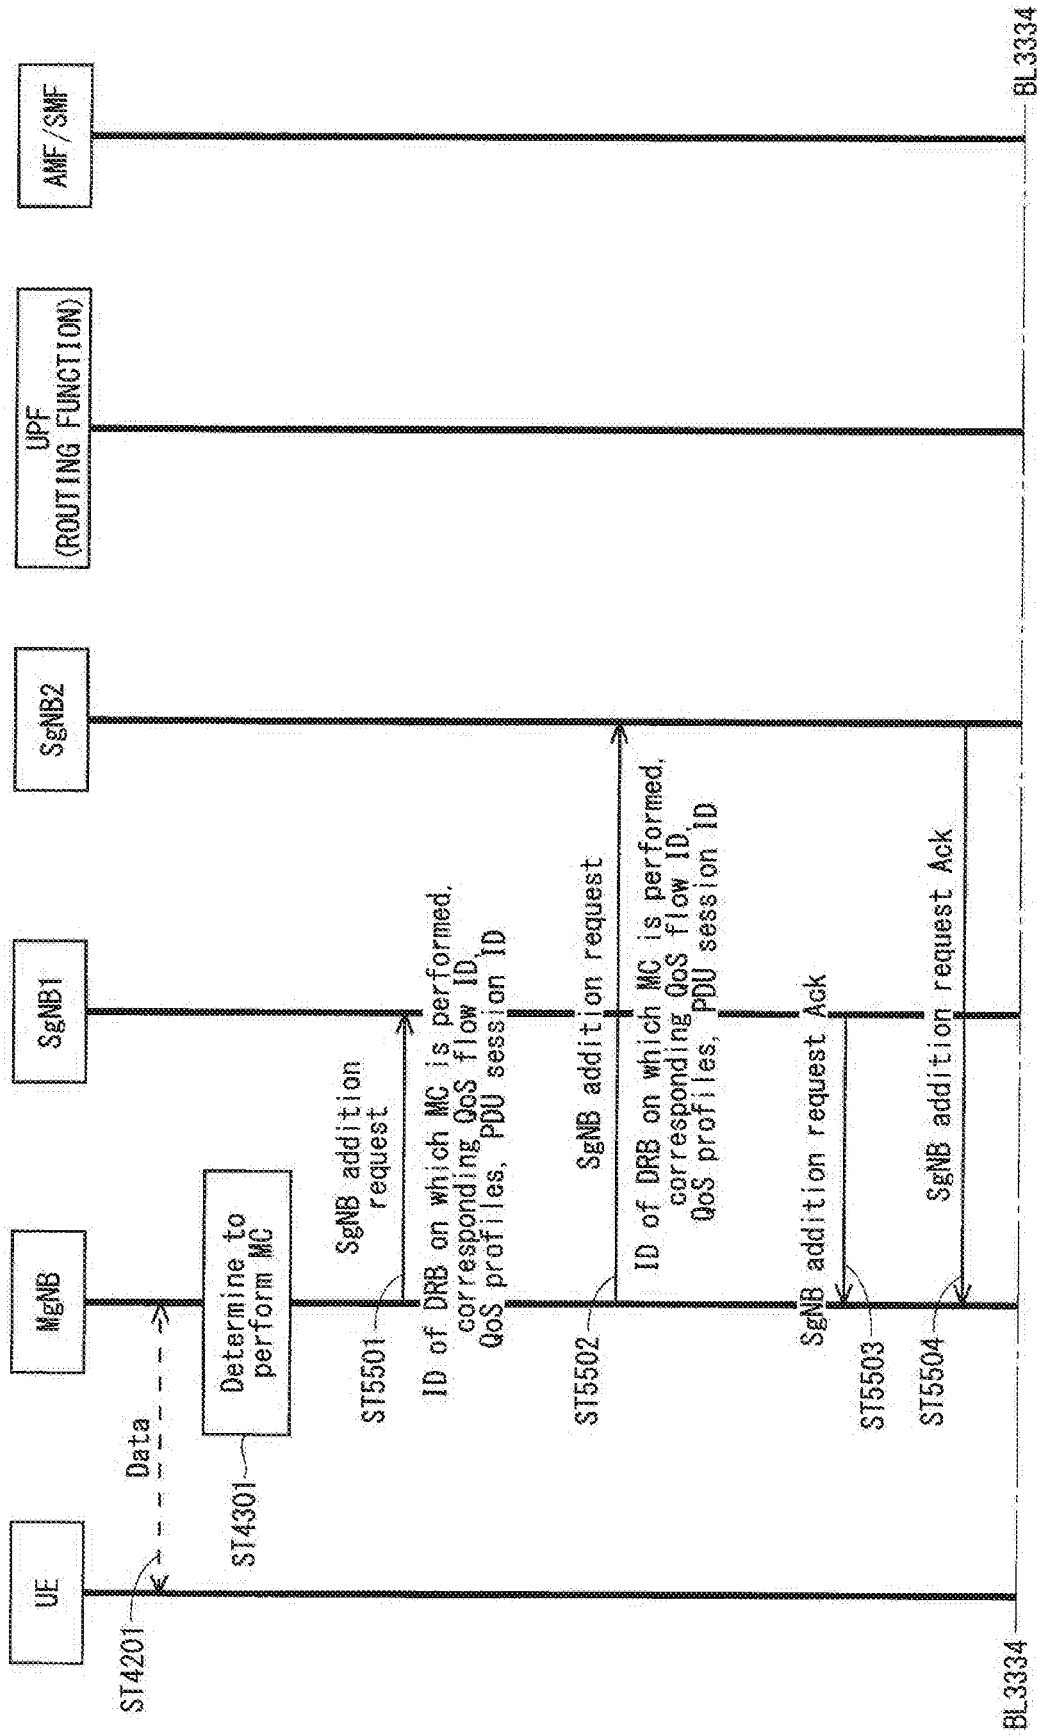 UE
MgNB
SgNB1
SgNB2
UPF
(ROUTING FUNCTION)
AMF/SMF
ST4201
Data
ST4301
Determine to
perform MC
ST5501
SgNB addition
request
ID of DRB on which MC is performed,
corresponding QoS flow ID,
QoS profiles, PDU session ID
ST5502
SgNB addition request
ID of DRB on which MC is performed,
corresponding QoS flow ID,
QoS profiles, PDU session ID
SgNB addition request Ack
ST5503
SgNB addition request Ack
ST5504
BL3334
BL3334